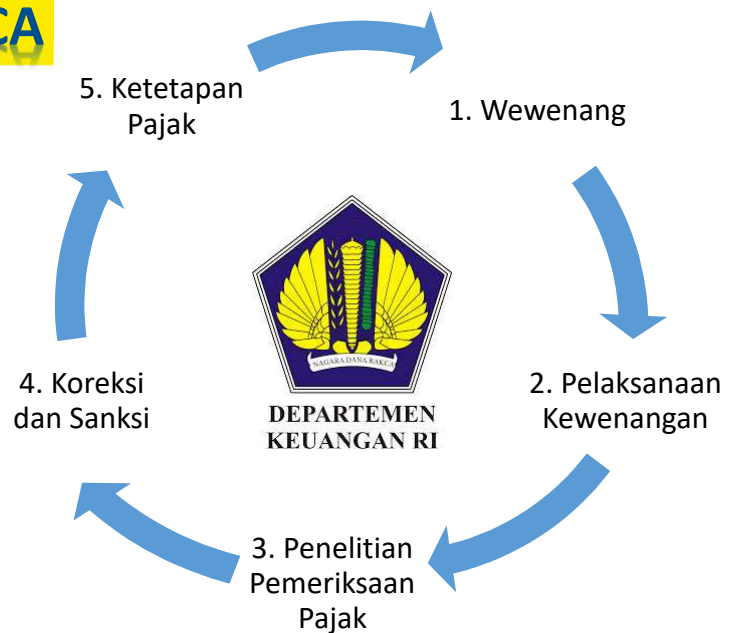 CA
5. Ketetapan
Pajak
1. Wewenang
NAGARA DANA RAKCA
4. Koreksi
dan Sanksi
DEPARTEMEN
KEUANGAN RI
2. Pelaksanaan
Kewenangan
3. Penelitian
Pemeriksaan
Pajak